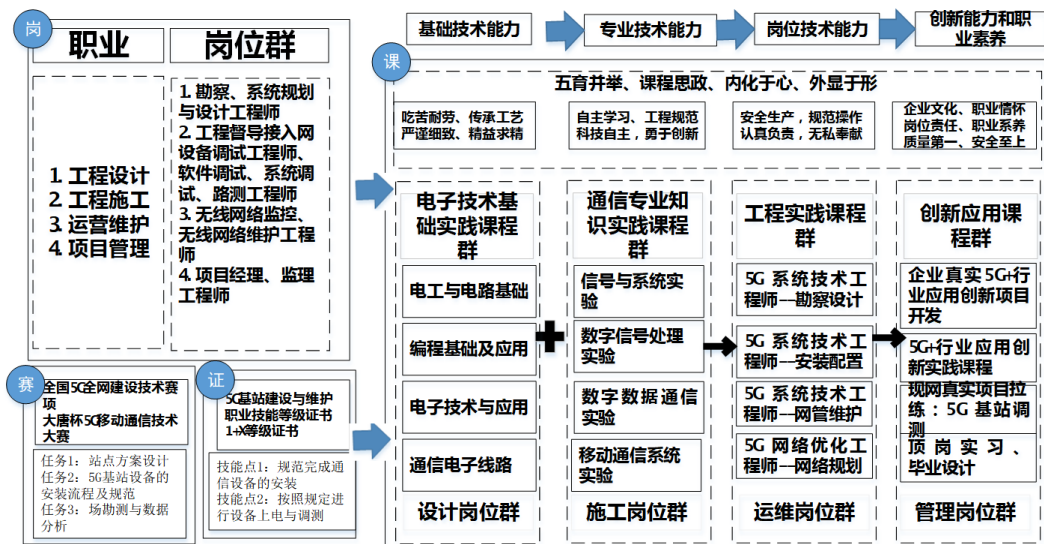 岗
职业
岗位群
1. 工程设计
2. 工程施工
3. 运营维护
4. 项目管理
1. 勘察、系统规划
与设计工程师
2. 工程督导接入网
设备调试工程师、
软件调试、系统调
试、路测工程师
3. 无线网络监控、
无线网络维护工程
师
4. 项目经理、监理
工程师
赛
全国5G全网建设技术赛
项
大唐杯5G移动通信技术
大赛
任务1：站点方案设计
任务2：5G基站设备的
安装流程及规范
任务3：场勘测与数据
分析
证
5G基站建设与维护
职业技能等级证书
1+X等级证书
技能点1：规范完成通
信设备的安装
技能点2：按照规定进
行设备上电与调测
基础技术能力
专业技术能力
岗位技术能力
创新能力和职
业素养
课
五育并举、课程思政、内化于心、外显于形
吃苦耐劳、传承工艺
严谨细致、精益求精
自主学习、工程规范
科技自主，勇于创新
安全生产，规范操作
认真负责，无私奉献
企业文化、职业情怀
岗位责任、职业系养
质量第一、安全至上
电子技术基
础实践课程
群
电工与电路基础
编程基础及应用
电子技术与应用
通信电子线路
设计岗位群
通信专业知
识实践课程
群
信号与系统实
验
数字信号处理
实验
数字数据通信
实验
移动通信系统
实验
施工岗位群
工程实践课程
群
5G 系统技术工
程师—勘察设计
5G 系统技术工
程师—安装配置
5G 系统技术工
程师—网管维护
5G 网络优化工
程师—网络规划
运维岗位群
创新应用课
程群
企业真实5G+行
业应用创新项目
开发
5G+行业应用创
新实践课程
现网真实项目拉
练：5G 基站调
测
顶岗实习、
毕业设计
管理岗位群